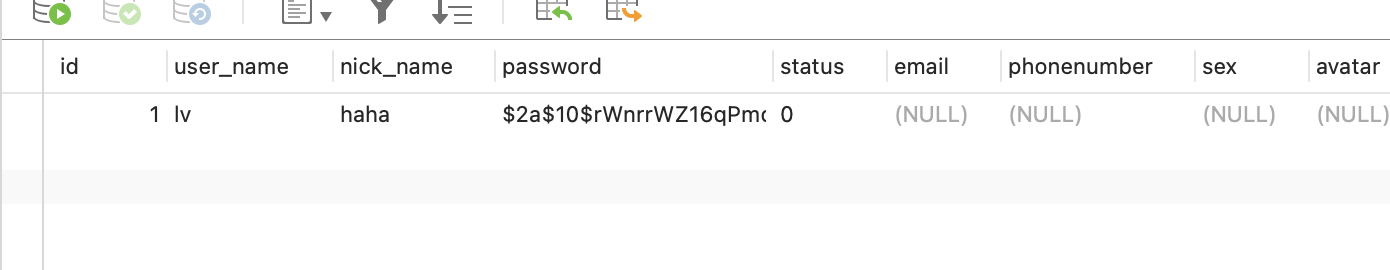 id user_name nick_name password status email phonenumber sex avatar
1 lv haha $2a$10$rWnrrWZ16qPm 0 (NULL) (NULL) (NULL) (NULL)